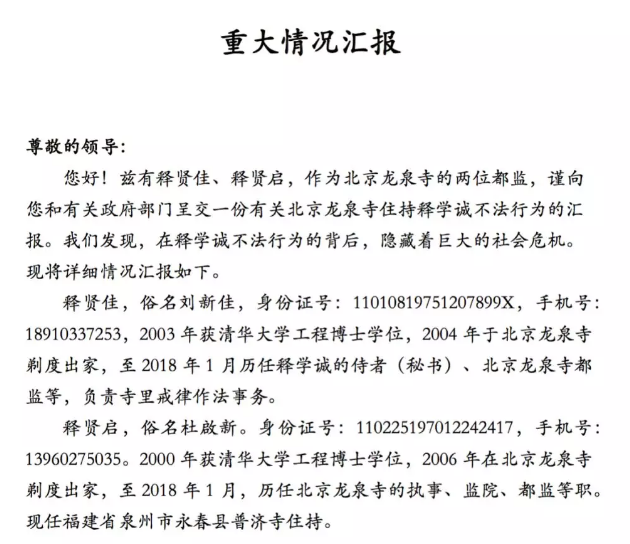 重大情况汇报
尊敬的领导：
您好！兹有释贤佳、释贤启，作为北京龙泉寺的两位都监，谨向
您和有关政府部门呈交一份有关北京龙泉寺住持释学诚不法行为的汇
报。我们发现，在释学诚不法行为的背后，隐藏着巨大的社会危机。
现将详细情况汇报如下。
释贤佳，俗名刘新佳，身份证号：11010819751207899X，手机号：
18910337253，2003 年获清华大学工程博士学位，2004 年于北京龙泉寺
剃度出家，至 2018 年 1 月历任释学诚的侍者（秘书）、北京龙泉寺都
监等，负责寺里戒律作法事务。
释贤启，俗名杜啟新。身份证号：110225197012242417，手机号：
13960275035。2000 年获清华大学工程博士学位，2006 年在北京龙泉寺
剃度出家，至 2018 年 1 月，历任北京龙泉寺的执事、监院、都监等职。
现任福建省泉州市永春县普济寺住持。